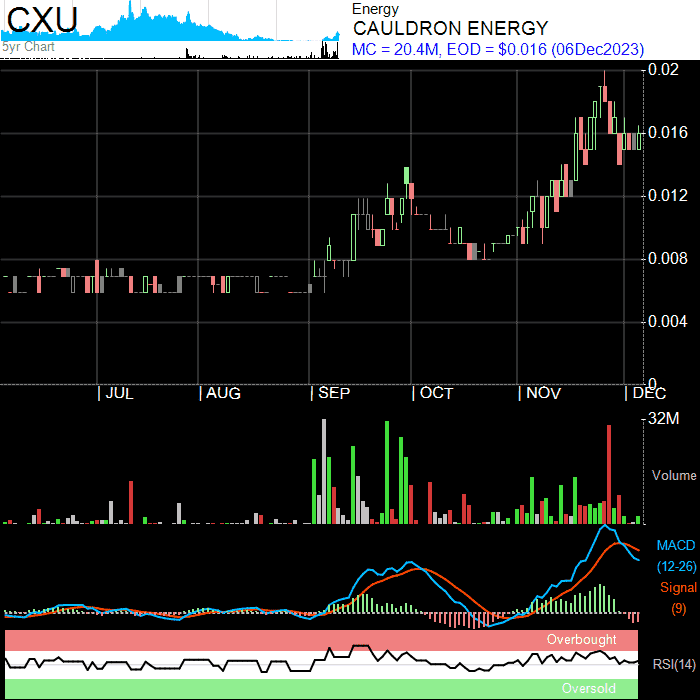 CXU
5yr Chart
Energy
CAULDRON ENERGY
MC = 20.4M, EOD = $0.016 (06Dec2023)
0.02
0.016
0.012
0.008
0.004
0
JUL
AUG
SEP
OCT
NOV
DEC
32M
Volume
MACD
(12-26)
Signal
(9)
Overbought
RSI(14)
Oversold